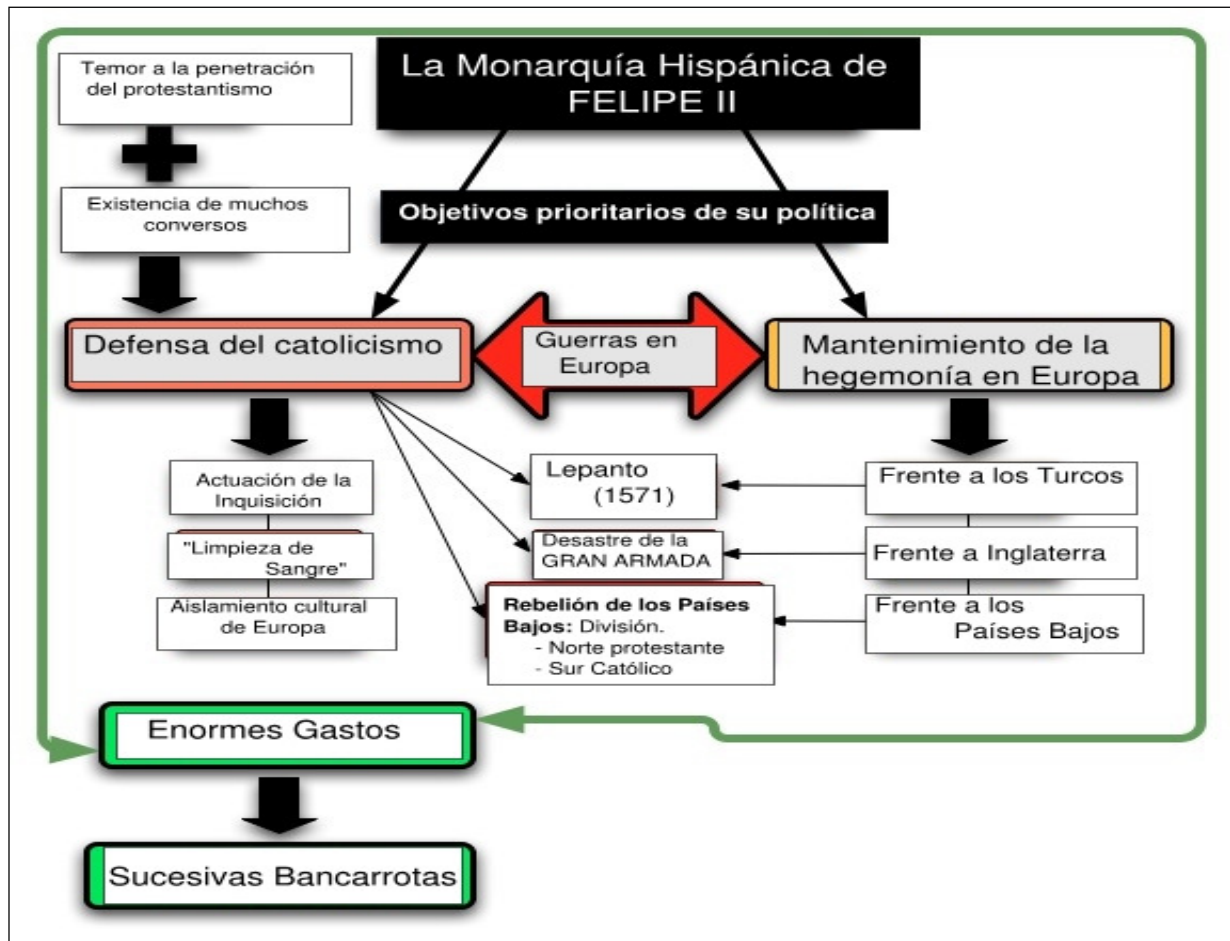 Temor a la penetración
del protestantismo
La Monarquía Hispánica de
FELIPE II
Existencia de muchos
conversos
Objetivos prioritarios de su política
Defensa del catolicismo
Guerras en
Europa
Mantenimiento de la
hegemonía en Europa
Actuación de la
Inquisición
"Limpieza de
Sangre"
Aislamiento cultural
de Europa
Lepanto
(1571)
Desastre de la
GRAN ARMADA
Rebelión de los Países
Bajos: División.
- Norte protestante
- Sur Católico
Frente a los Turcos
Frente a Inglaterra
Frente a los
Países Bajos
Enormes Gastos
Sucesivas Bancarrotas